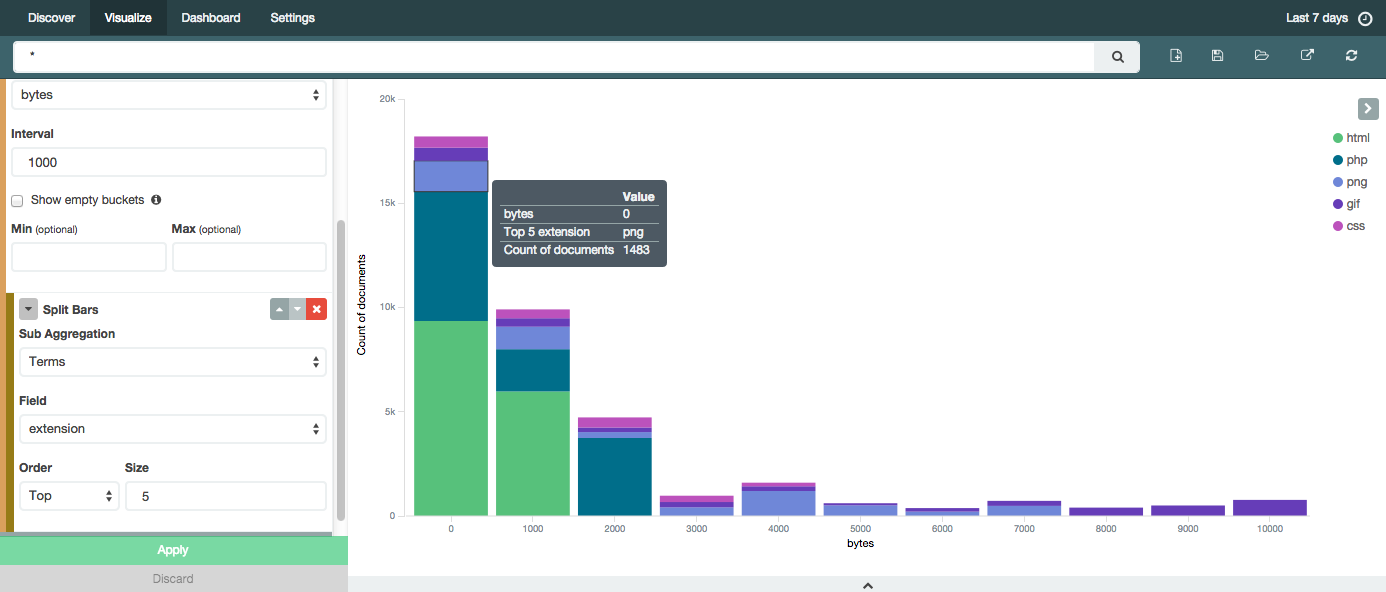 Discover Visualize Dashboard Settings Last 7 days
*
bytes
Interval
1000
Show empty buckets
Min (optional) Max (optional)
Split Bars
Sub Aggregation
Terms
Field
extension
Order Size
Top 5
Apply
Discard
20k
15k
10k
5k
0
Count of documents
0 1000 2000 3000 4000 5000 6000 7000 8000 9000 10000
bytes
Value
bytes 0
Top 5 extension png
Count of documents 1483
html
php
png
gif
css